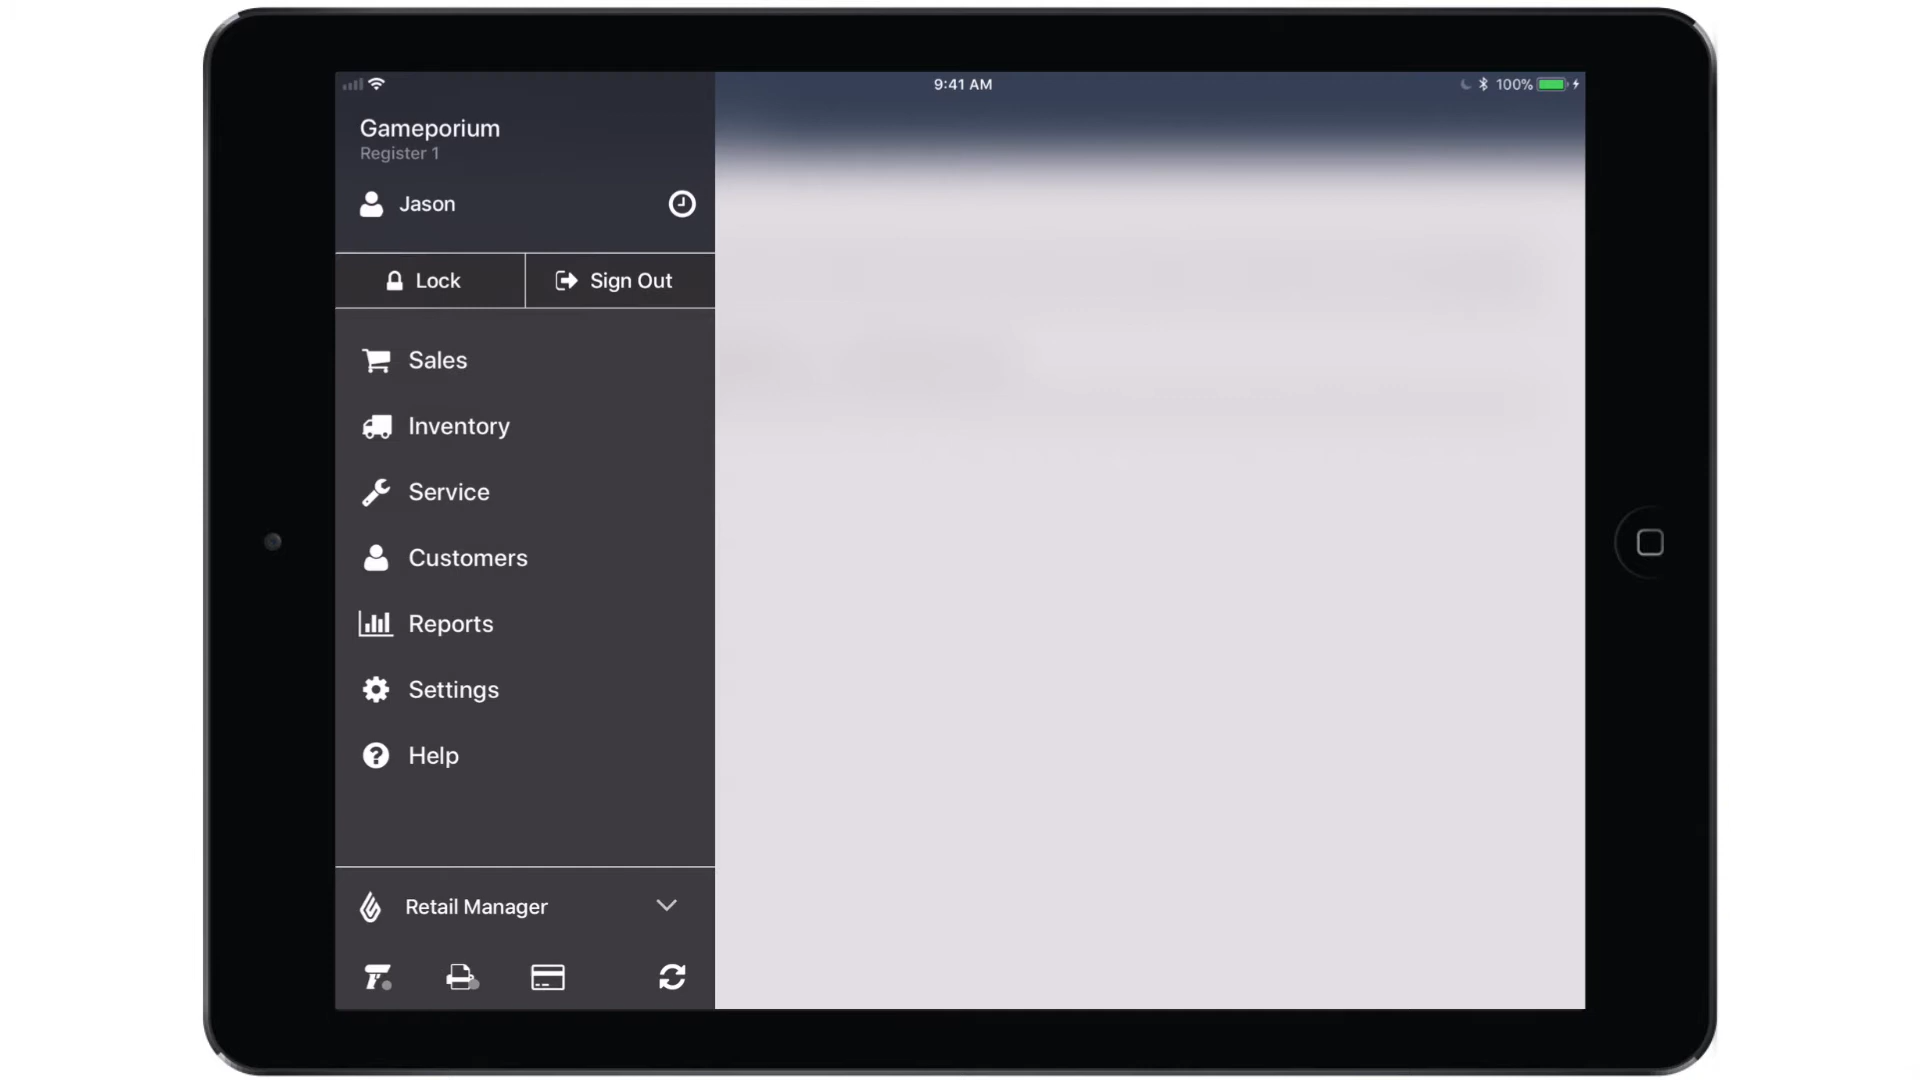 9:41 AM
100%
Gameporium
Register 1
Jason
Lock
Sign Out
Sales
Inventory
Service
Customers
Reports
Settings
Help
Retail Manager